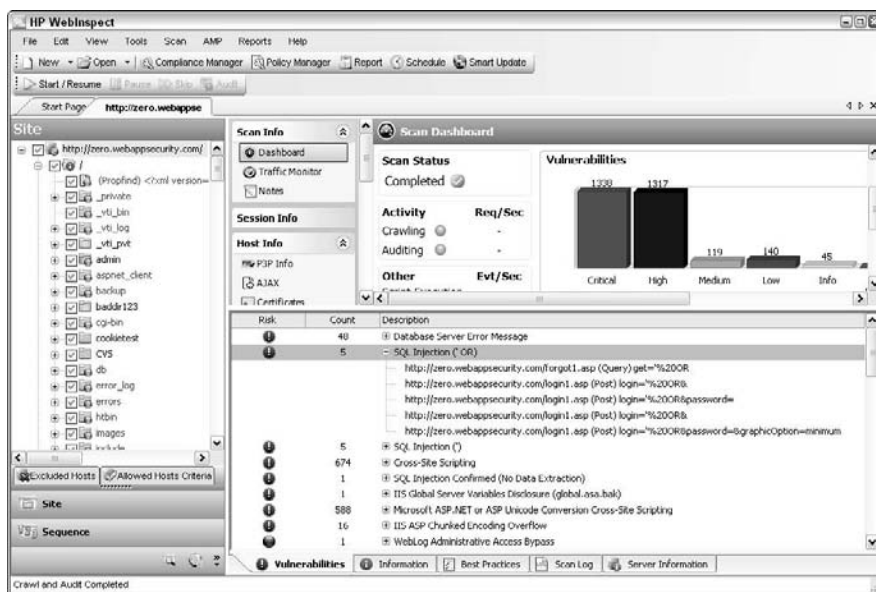 HP WebInspect
File Edit View Tools Scan AMP Reports Help
New Open Compliance Manager Policy Manager Report Schedule Smart Update
Start / Resume Pause Skip Audit
Start Page http://zero.webappse
Site
http://zero.webappsecurity.com/
/
(Propfind) <?xml version=
_private
_vti_bin
_vti_log
_vti_pvt
admin
aspnet_client
backup
baddir123
cgi-bin
cookietest
CVS
db
error_log
errors
htbin
images
include
Excluded Hosts Allowed Hosts Criteria
Site
Sequence
Scan Info
Dashboard
Traffic Monitor
Notes
Session Info
Host Info
P3P Info
AJAX
Certificates
Scan Dashboard
Scan Status
Completed
Activity Req/Sec
Crawling -
Auditing -
Other Evt/Sec
Script Execution
Vulnerabilities
1338 1317 119 140 45
Critical High Medium Low Info
Risk Count Description
40 Database Server Error Message
5 SQL Injection (' OR)
http://zero.webappsecurity.com/forgot1.asp (Query) get='%20OR
http://zero.webappsecurity.com/login1.asp (Post) login='%20OR&
http://zero.webappsecurity.com/login1.asp (Post) login='%20OR&password=
http://zero.webappsecurity.com/login1.asp (Post) login='%20OR&
http://zero.webappsecurity.com/login1.asp (Post) login='%20OR&password=&graphicOption=minimum
5 SQL Injection (')
674 Cross-Site Scripting
1 SQL Injection Confirmed (No Data Extraction)
1 IIS Global Server Variables Disclosure (global.asa.bak)
588 Microsoft ASP.NET or ASP Unicode Conversion Cross-Site Scripting
16 IIS ASP Chunked Encoding Overflow
1 WebLog Administrative Access Bypass
Vulnerabilities Information Best Practices Scan Log Server Information
Crawl and Audit Completed